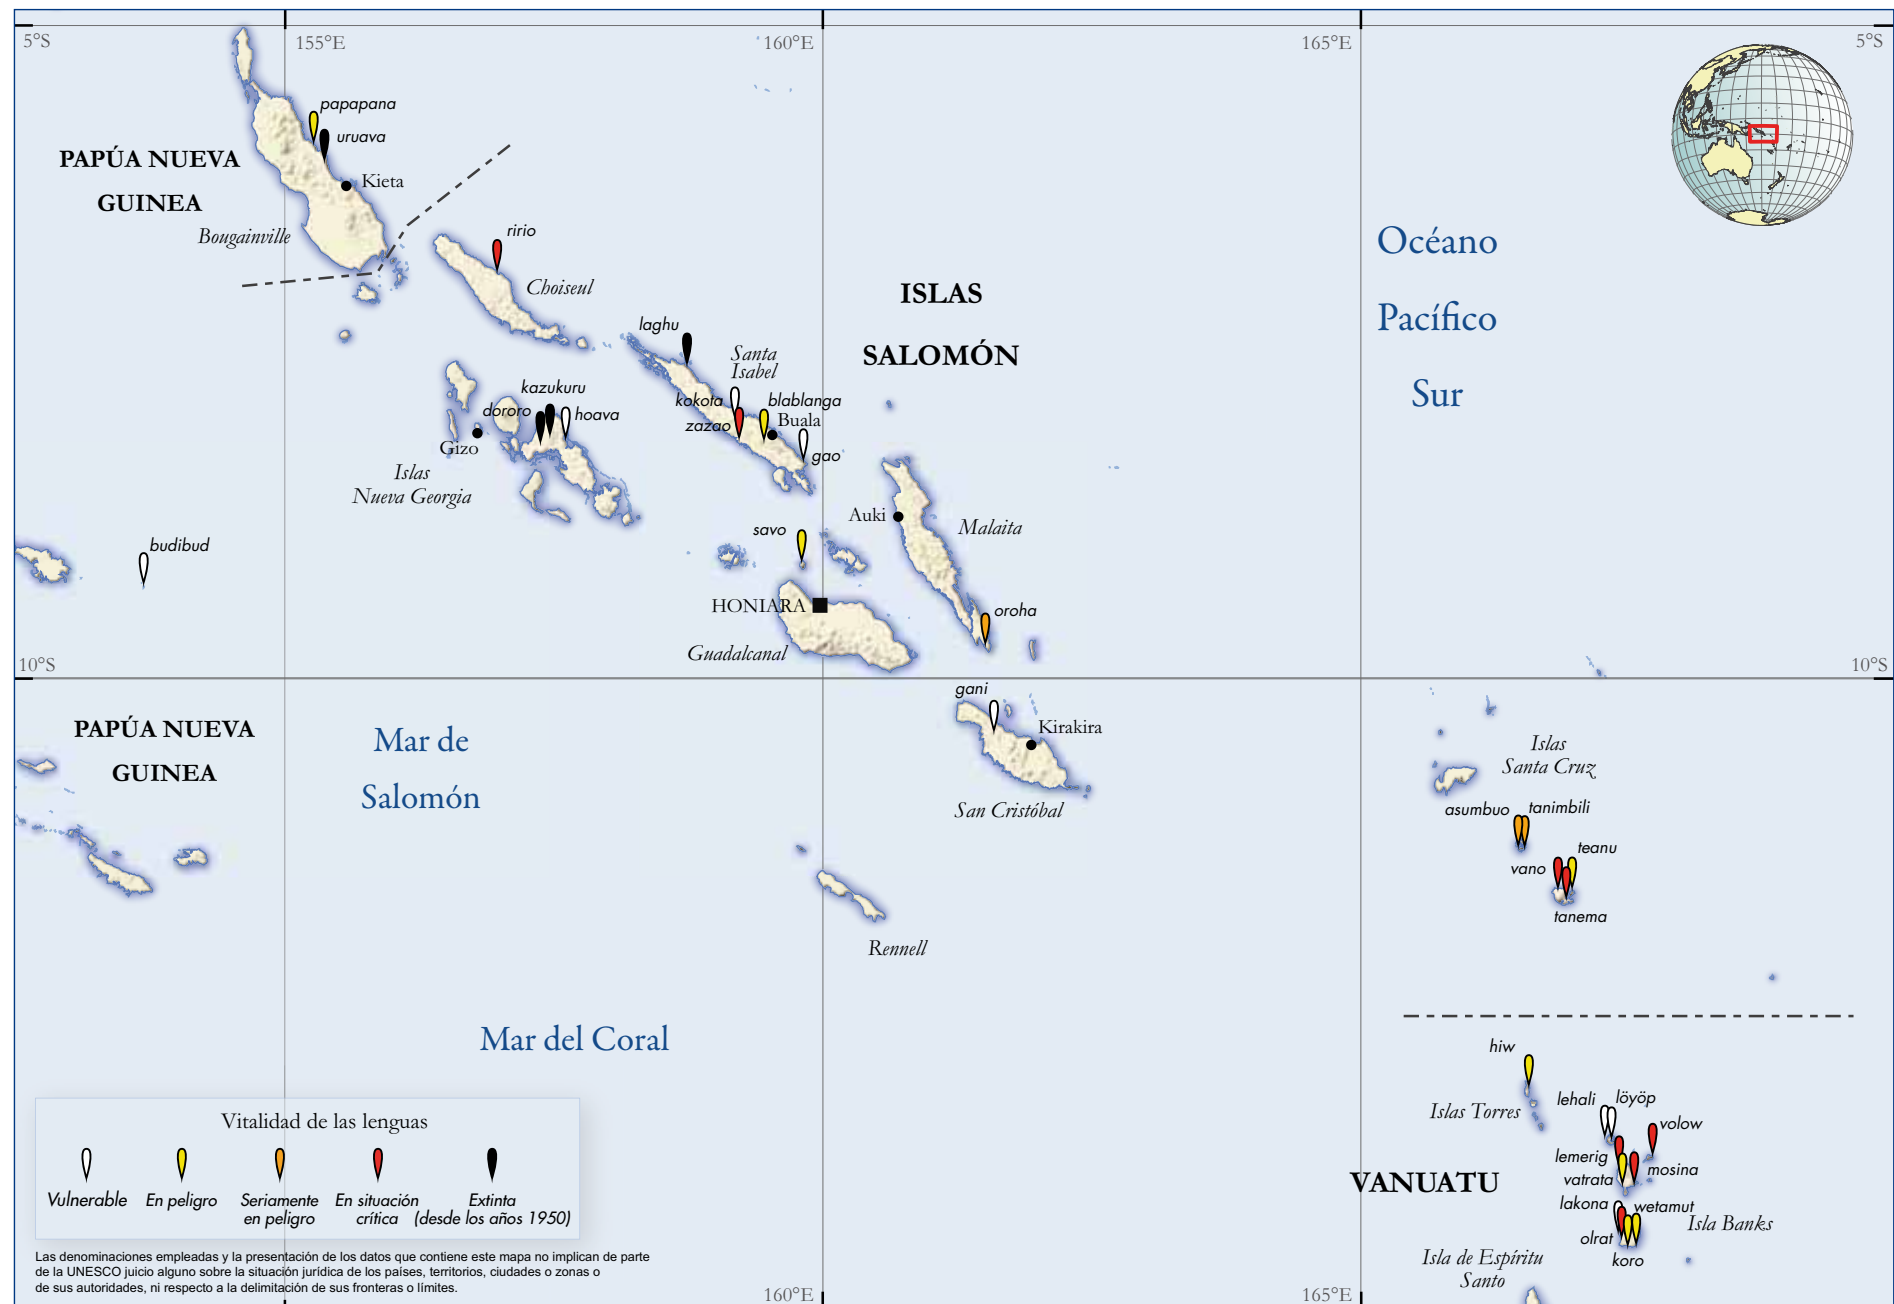 5°S
155°E
160°E
165°E
5°S
papapana
uruava
PAPÚA NUEVA
GUINEA
Kieta
Bougainville
ririo
Choiseul
ISLAS
SALOMÓN
Océano
Pacífico
Sur
laghu
Santa
Isabel
kazukuru
dororo
hoava
kokota
blablanga
zazao
Buala
gao
Gizo
Islas
Nueva Georgia
Auki
Malaita
savo
budibud
HONIARA
oroha
Guadalcanal
10°S
10°S
gani
Kirakira
San Cristóbal
PAPÚA NUEVA
GUINEA
Mar de
Salomón
Islas
Santa Cruz
asumbuo
tanimbili
teanu
vano
tanema
Rennell
Mar del Coral
hiw
Islas Torres
lehali
löyöp
volow
lemerig
mosina
vatrata
VANUATU
lakona
wetamut
Isla Banks
olrat
koro
Isla de Espíritu
Santo
Vitalidad de las lenguas
Vulnerable
En peligro
Seriamente
en peligro
En situación
crítica
Extinta
(desde los años 1950)
Las denominaciones empleadas y la presentación de los datos que contiene este mapa no implican de parte
de la UNESCO juicio alguno sobre la situación jurídica de los países, territorios, ciudades o zonas o
de sus autoridades, ni respecto a la delimitación de sus fronteras o límites.
160°E
165°E